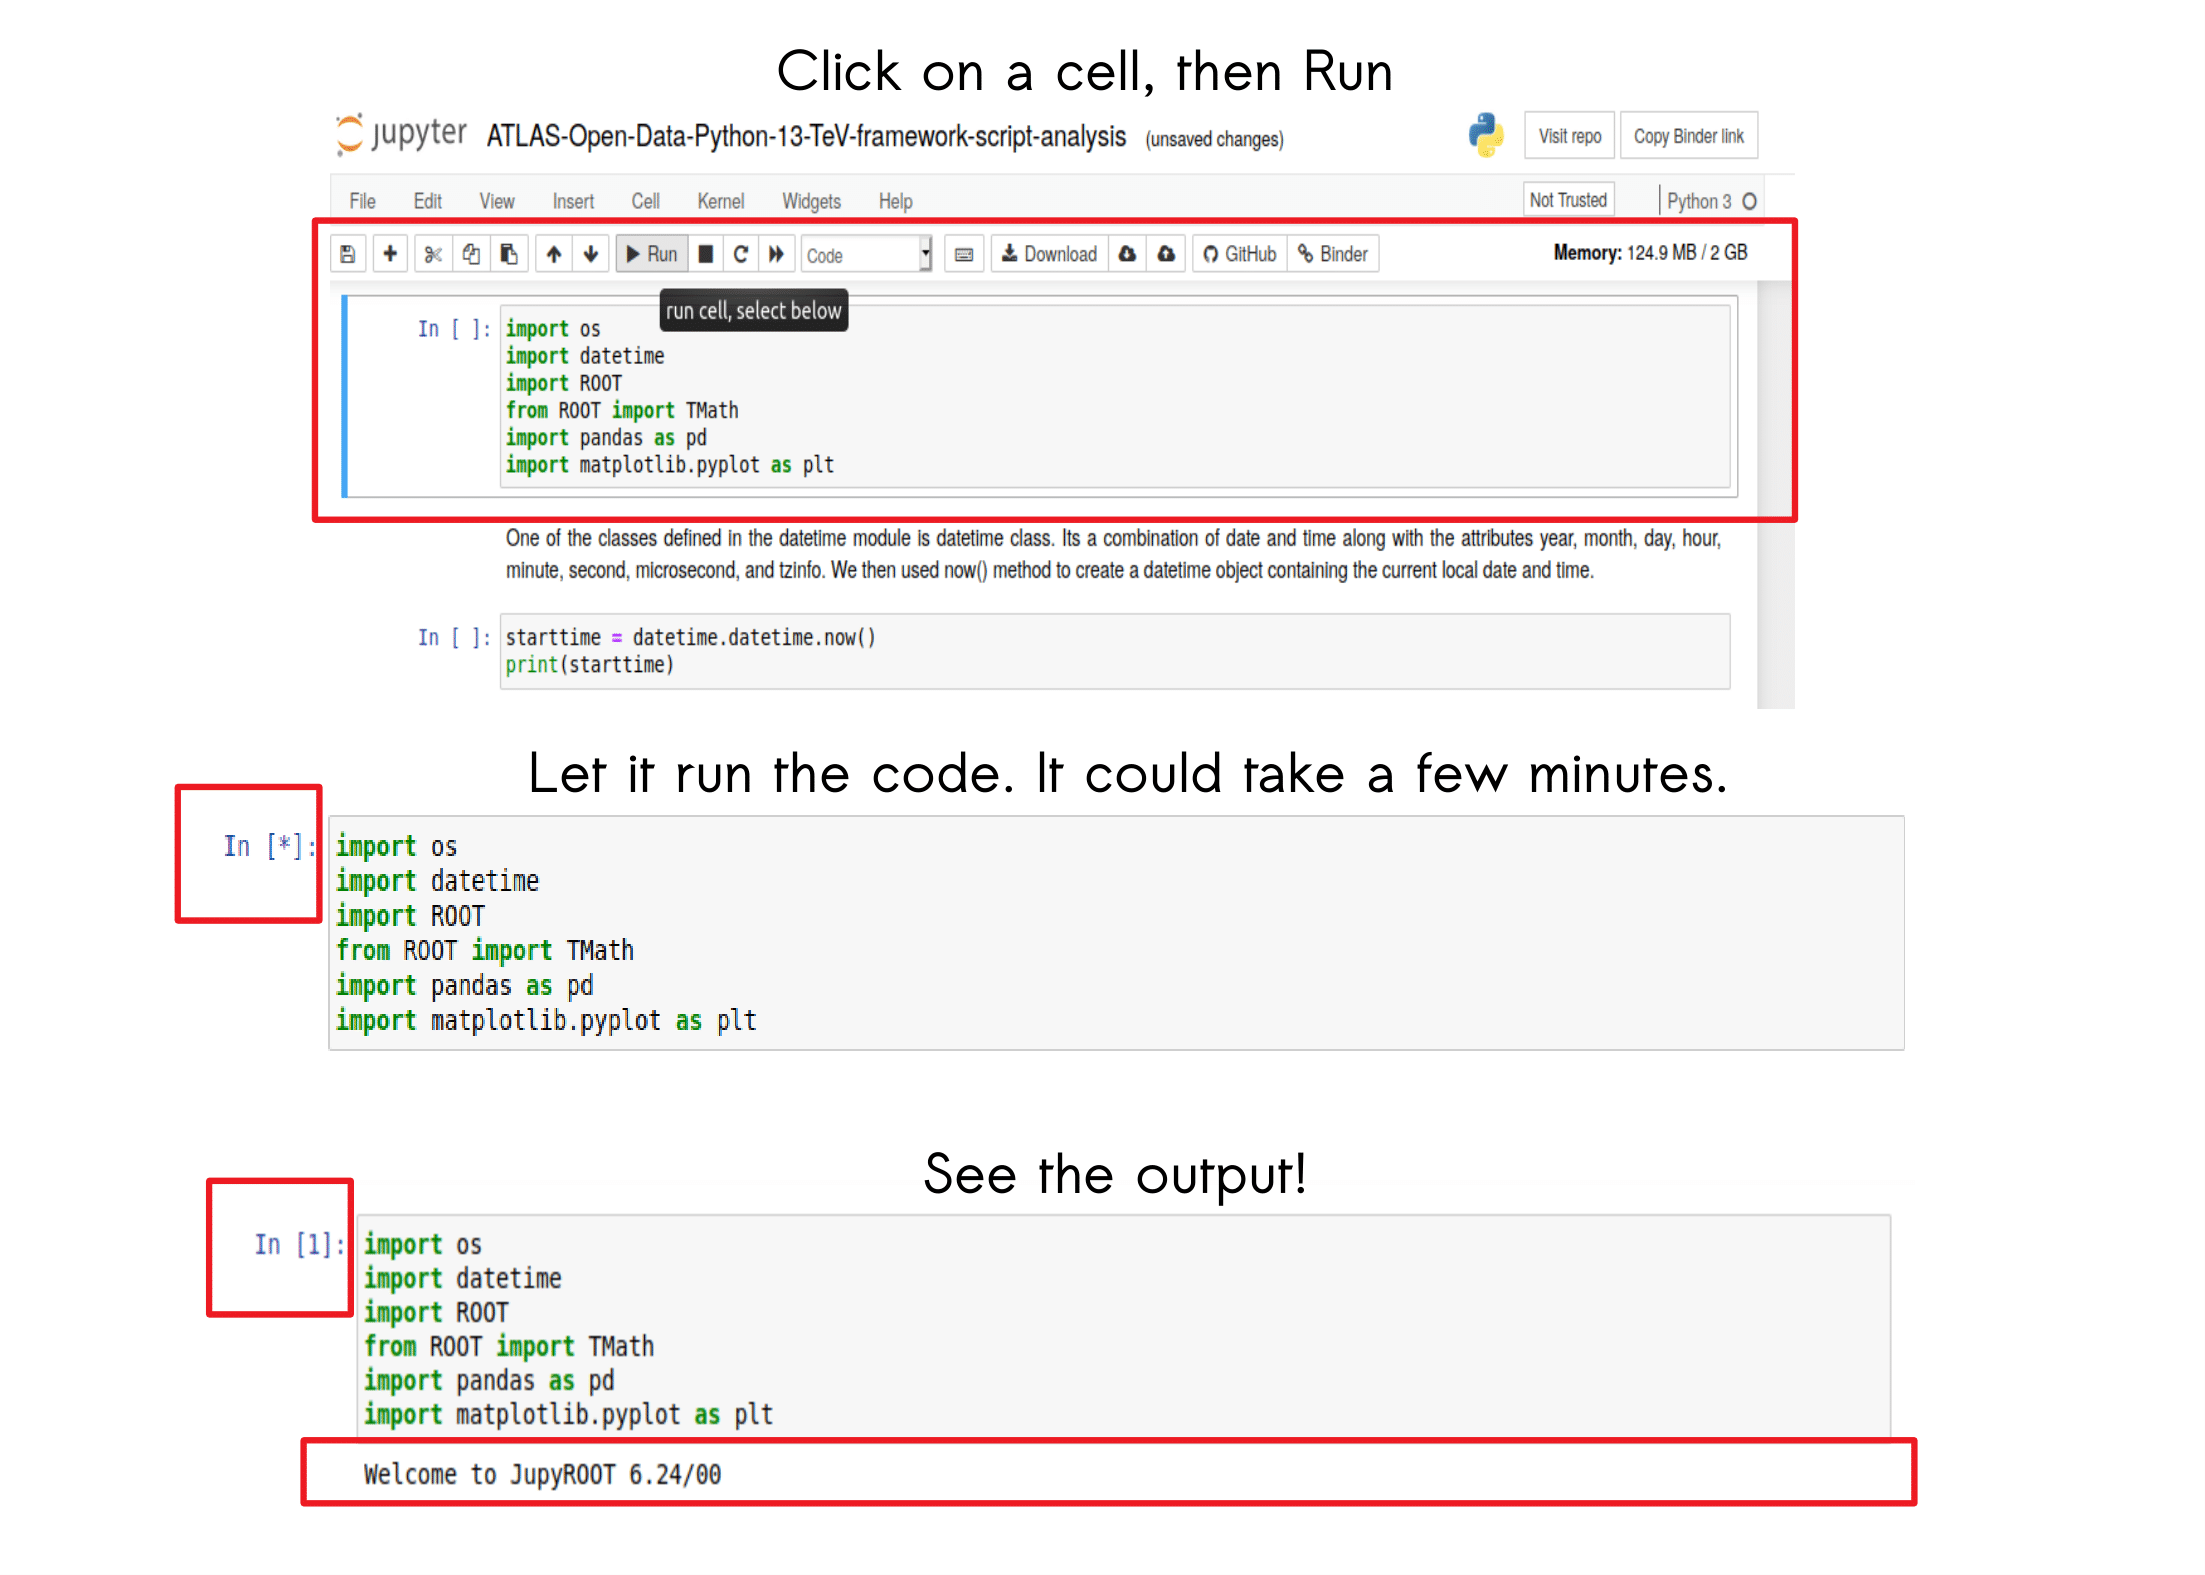 Click on a cell, then Run
jupyter ATLAS-Open-Data-Python-13-TeV-framework-script-analysis (unsaved changes) Visit repo Copy Binder link
File Edit View Insert Cell Kernel Widgets Help Not Trusted Python 3
Run Code Download GitHub Binder Memory: 124.9 MB / 2 GB
run cell, select below
In [ ]: import os
import datetime
import ROOT
from ROOT import TMath
import pandas as pd
import matplotlib.pyplot as plt
One of the classes defined in the datetime module is datetime class. Its a combination of date and time along with the attributes year, month, day, hour,
minute, second, microsecond, and tzinfo. We then used now() method to create a datetime object containing the current local date and time.
In [ ]: starttime = datetime.datetime.now()
print(starttime)
Let it run the code. It could take a few minutes.
In [*]: import os
import datetime
import ROOT
from ROOT import TMath
import pandas as pd
import matplotlib.pyplot as plt
See the output!
In [1]: import os
import datetime
import ROOT
from ROOT import TMath
import pandas as pd
import matplotlib.pyplot as plt
Welcome to JupyROOT 6.24/00